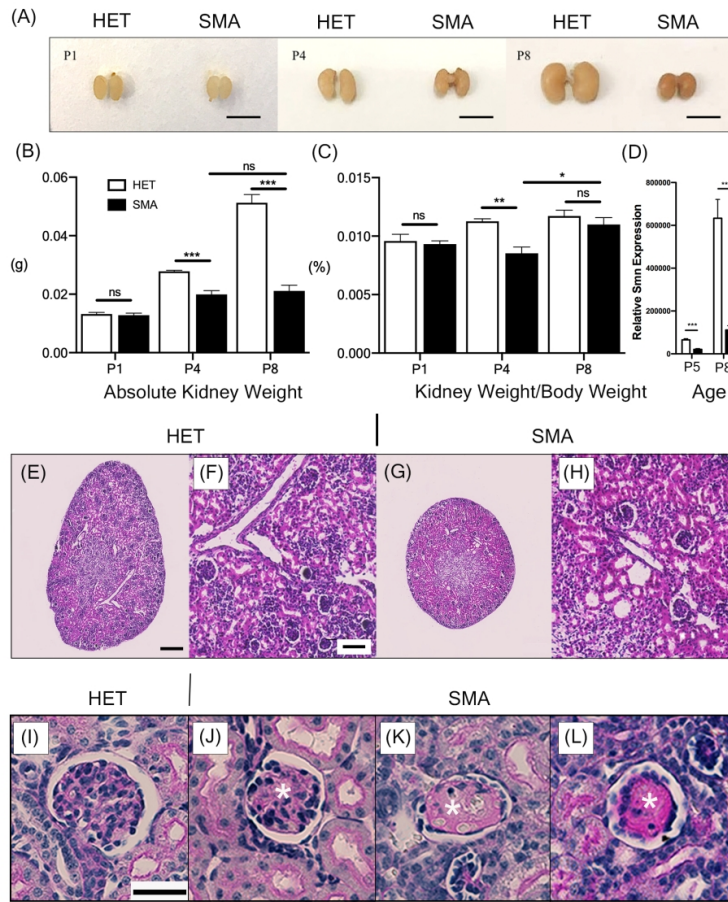 (A) HET SMA HET SMA HET SMA
P1 P4 P8
(B) (C) (D)
0.06
0.04
(g)
0.02
0.00
HET
SMA
ns
***
***
ns
P1 P4 P8
Absolute Kidney Weight
0.015
0.010
(%)
0.005
0.000
ns
**
*
ns
P1 P4 P8
Kidney Weight/Body Weight
Relative Smn Expression
800000
600000
400000
200000
0
***
**
P5 P8
Age
HET SMA
(E) (F) (G) (H)
HET SMA
(I) (J) (K) (L)
* * *